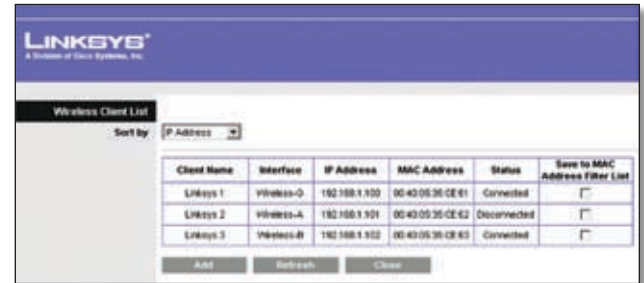 LINKSYS®
A Division of Cisco Systems, Inc.
Wireless Client List
Sort by IP Address
Client Name Interface IP Address MAC Address Status Save to MAC Address Filter List
Linksys 1 Wireless-G 192.168.1.100 00:40:05:35:CE:61 Connected
Linksys 2 Wireless-A 192.168.1.101 00:40:05:35:CE:62 Disconnected
Linksys 3 Wireless-B 192.168.1.102 00:40:05:35:CE:63 Connected
Add Refresh Close